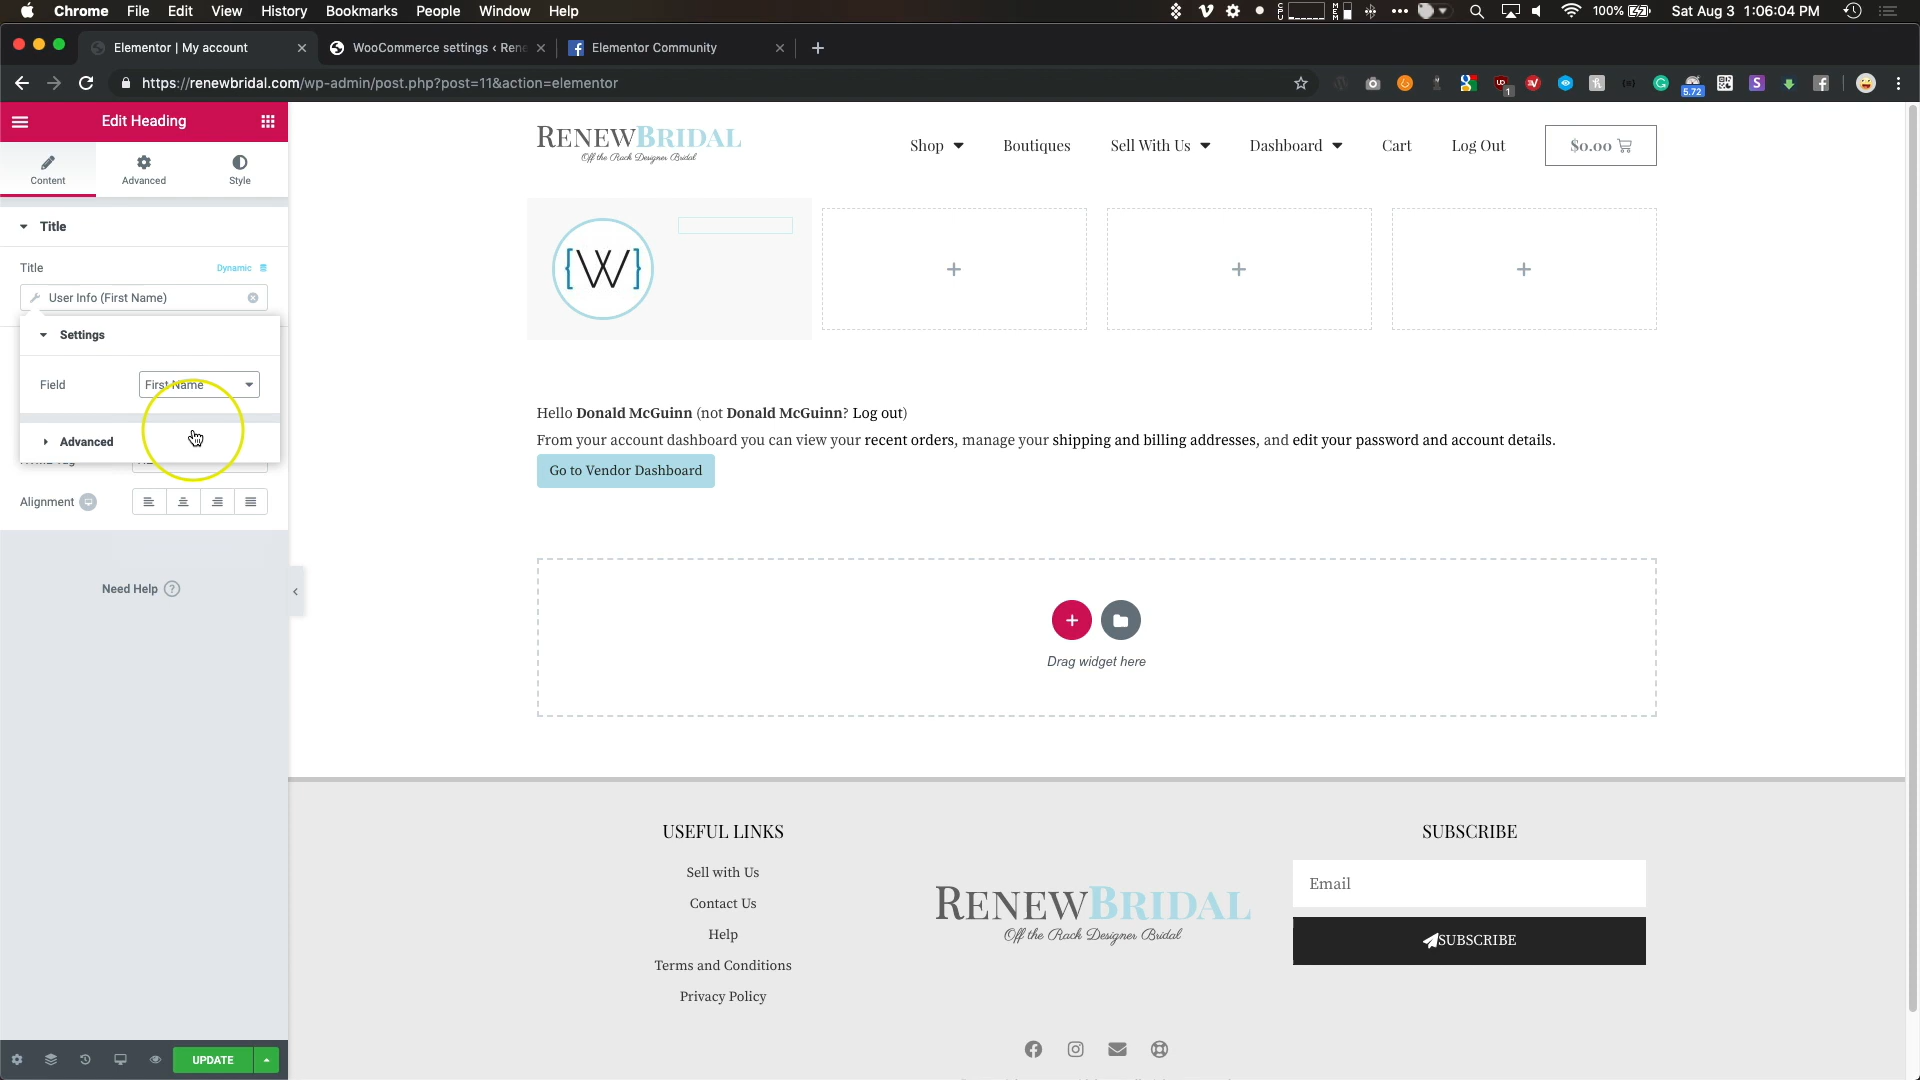 Chrome File Edit View History Bookmarks People Window Help
100% Sat Aug 3 1:06:04 PM
Elementor | My account
WooCommerce settings ‹ Rene
Elementor Community
https://renewbridal.com/wp-admin/post.php?post=11&action=elementor
1
5.72
Edit Heading
Content
Advanced
Style
Title
Title
Dynamic
User Info (First Name)
Settings
Field
First Name
Advanced
Alignment
Need Help ?
UPDATE
RENEWBRIDAL
Off the Rack Designer Bridal
Shop
Boutiques
Sell With Us
Dashboard
Cart
Log Out
$0.00
{W}
Hello Donald McGuinn (not Donald McGuinn? Log out)
From your account dashboard you can view your recent orders, manage your shipping and billing addresses, and edit your password and account details.
Go to Vendor Dashboard
Drag widget here
USEFUL LINKS
Sell with Us
Contact Us
Help
Terms and Conditions
Privacy Policy
RENEWBRIDAL
Off the Rack Designer Bridal
SUBSCRIBE
Email
SUBSCRIBE